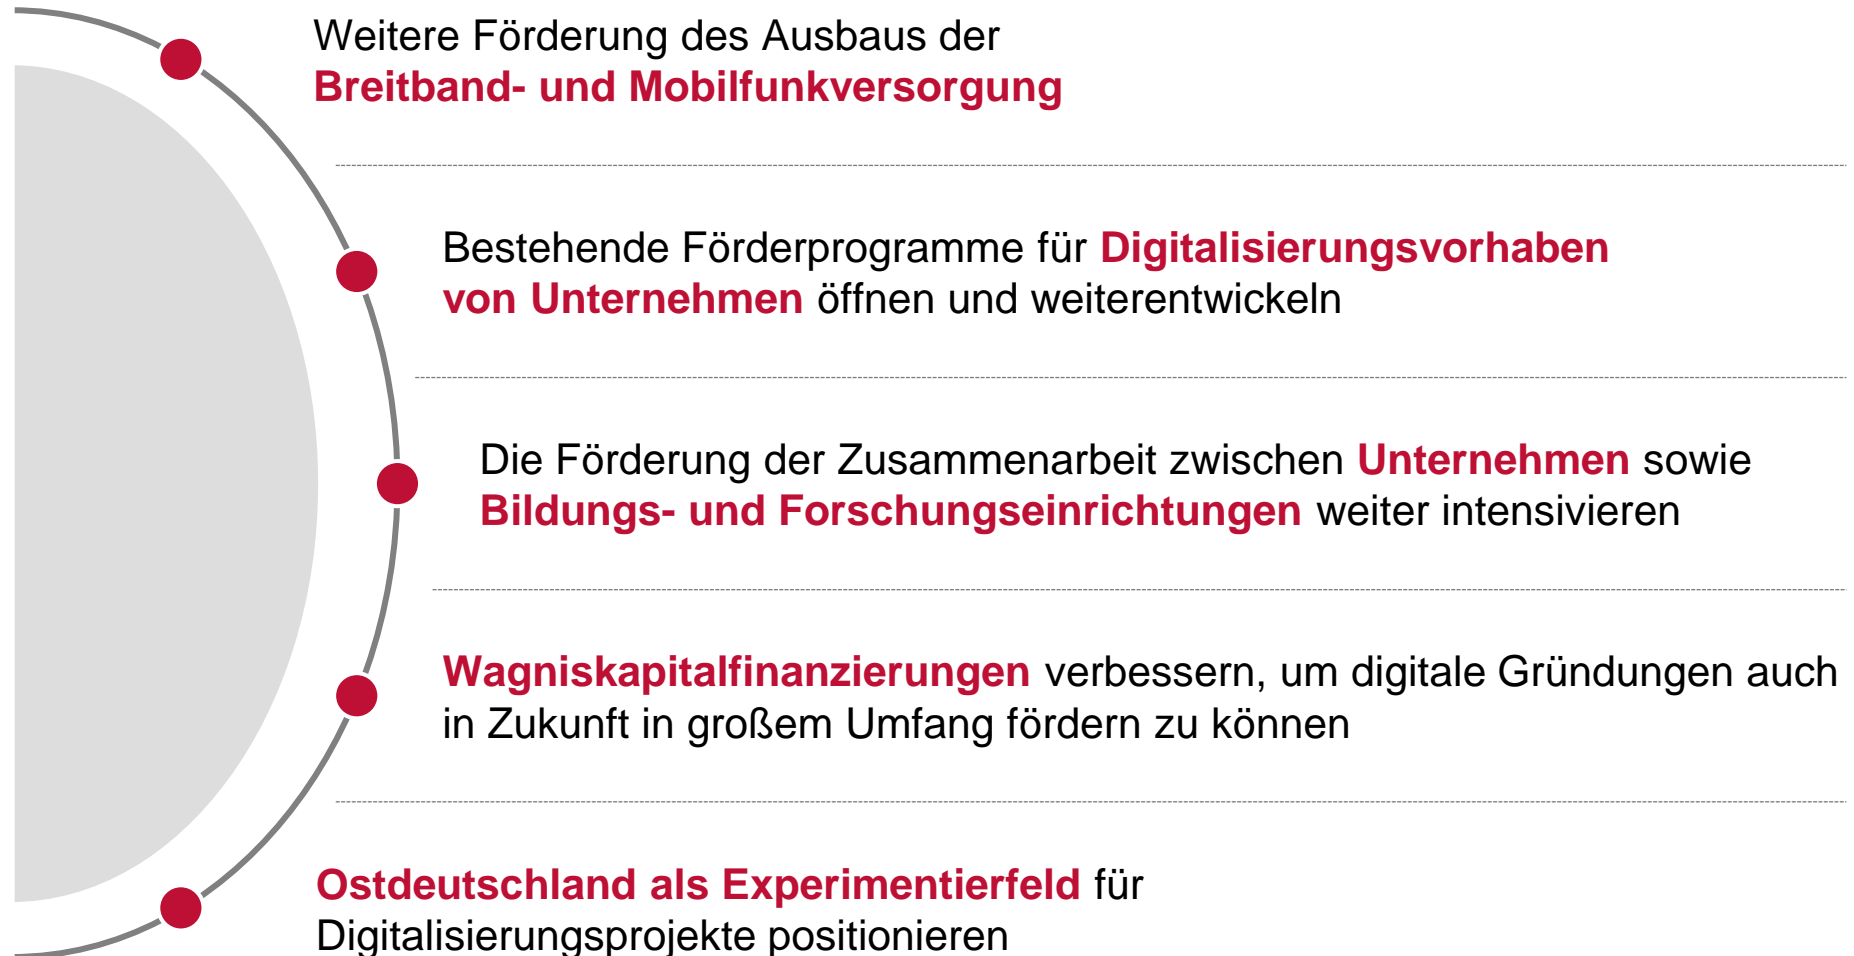 Weitere Förderung des Ausbaus der
Breitband- und Mobilfunkversorgung
Bestehende Förderprogramme für Digitalisierungsvorhaben
von Unternehmen öffnen und weiterentwickeln
Die Förderung der Zusammenarbeit zwischen Unternehmen sowie
Bildungs- und Forschungseinrichtungen weiter intensivieren
Wagniskapitalfinanzierungen verbessern, um digitale Gründungen auch
in Zukunft in großem Umfang fördern zu können
Ostdeutschland als Experimentierfeld für
Digitalisierungsprojekte positionieren